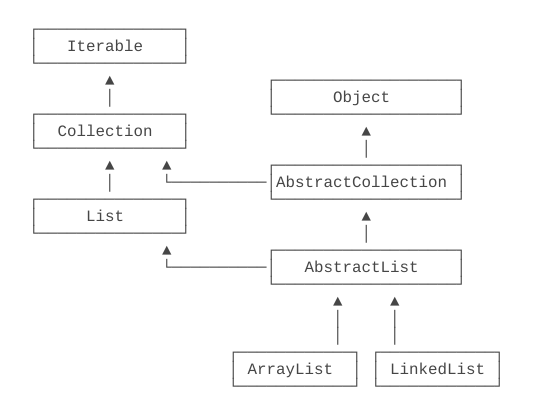 Iterable
Object
Collection
AbstractCollection
List
AbstractList
ArrayList
LinkedList